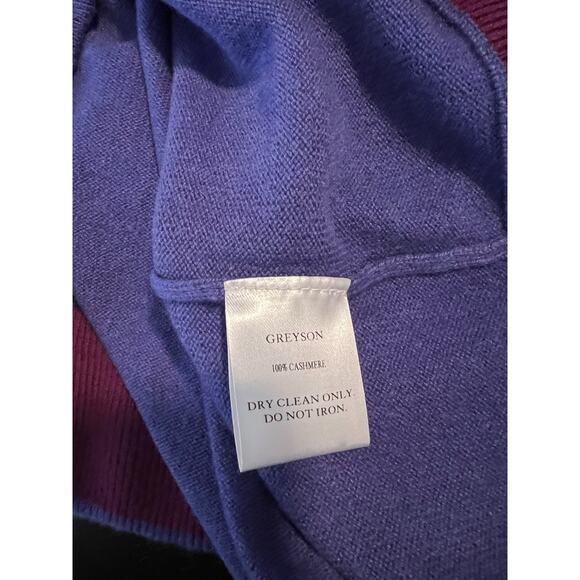 GREYSON
100% CASHMERE
DRY CLEAN ONLY.
DO NOT IRON.